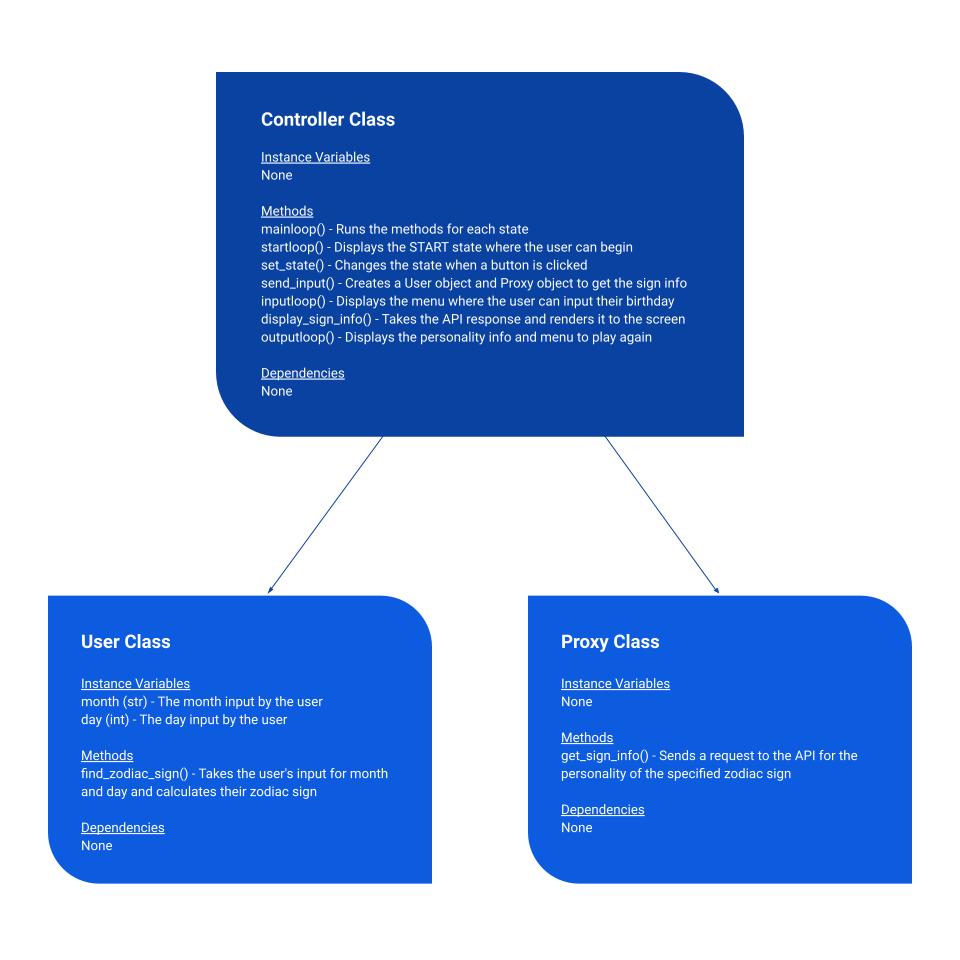 Controller Class
Instance Variables
None
Methods
mainloop() - Runs the methods for each state
startloop() - Displays the START state where the user can begin
set_state() - Changes the state when a button is clicked
send_input() - Creates a User object and Proxy object to get the sign info
inputloop() - Displays the menu where the user can input their birthday
display_sign_info() - Takes the API response and renders it to the screen
outputloop() - Displays the personality info and menu to play again
Dependencies
None
User Class
Instance Variables
month (str) - The month input by the user
day (int) - The day input by the user
Methods
find_zodiac_sign() - Takes the user's input for month
and day and calculates their zodiac sign
Dependencies
None
Proxy Class
Instance Variables
None
Methods
get_sign_info() - Sends a request to the API for the
personality of the specified zodiac sign
Dependencies
None